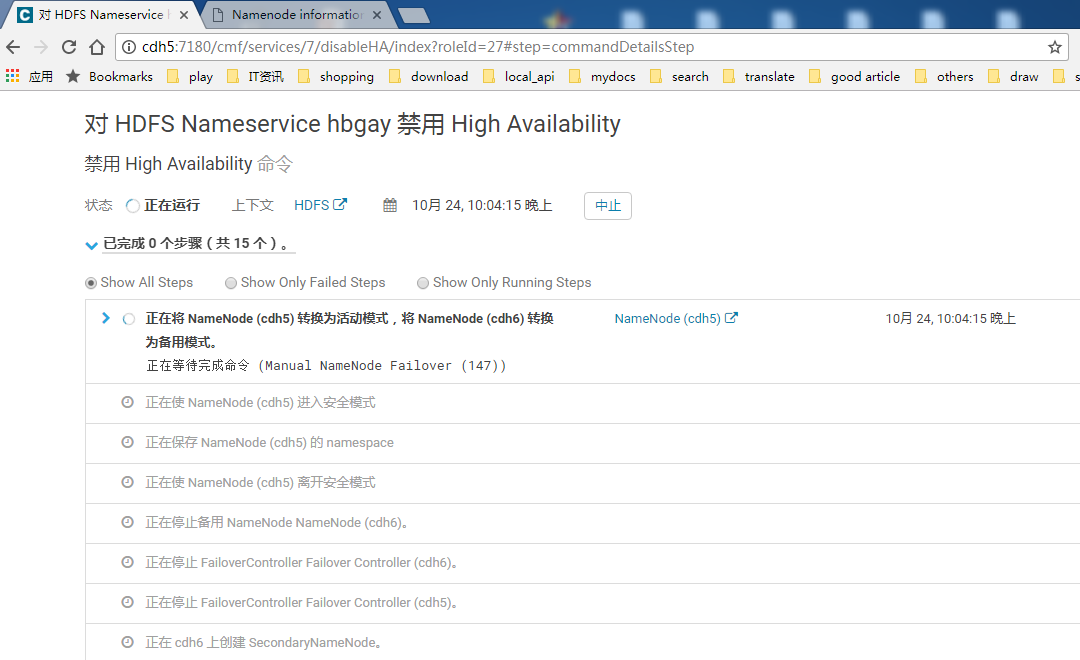 对 HDFS Nameservice
Namenode information
cdh5:7180/cmf/services/7/disableHA/index?roleId=27#step=commandDetailsStep
应用 Bookmarks play IT资讯 shopping download local_api mydocs search translate good article others draw s
对 HDFS Nameservice hbgay 禁用 High Availability
禁用 High Availability 命令
状态 正在运行 上下文 HDFS 10月 24, 10:04:15 晚上 中止
已完成 0 个步骤 ( 共 15 个 ) 。
Show All Steps Show Only Failed Steps Show Only Running Steps
正在将 NameNode (cdh5) 转换为活动模式，将 NameNode (cdh6) 转换 NameNode (cdh5) 10月 24, 10:04:15 晚上
为备用模式。
正在等待完成命令 (Manual NameNode Failover (147))
正在使 NameNode (cdh5) 进入安全模式
正在保存 NameNode (cdh5) 的 namespace
正在使 NameNode (cdh5) 离开安全模式
正在停止备用 NameNode NameNode (cdh6)。
正在停止 FailoverController Failover Controller (cdh6)。
正在停止 FailoverController Failover Controller (cdh5)。
正在 cdh6 上创建 SecondaryNameNode。